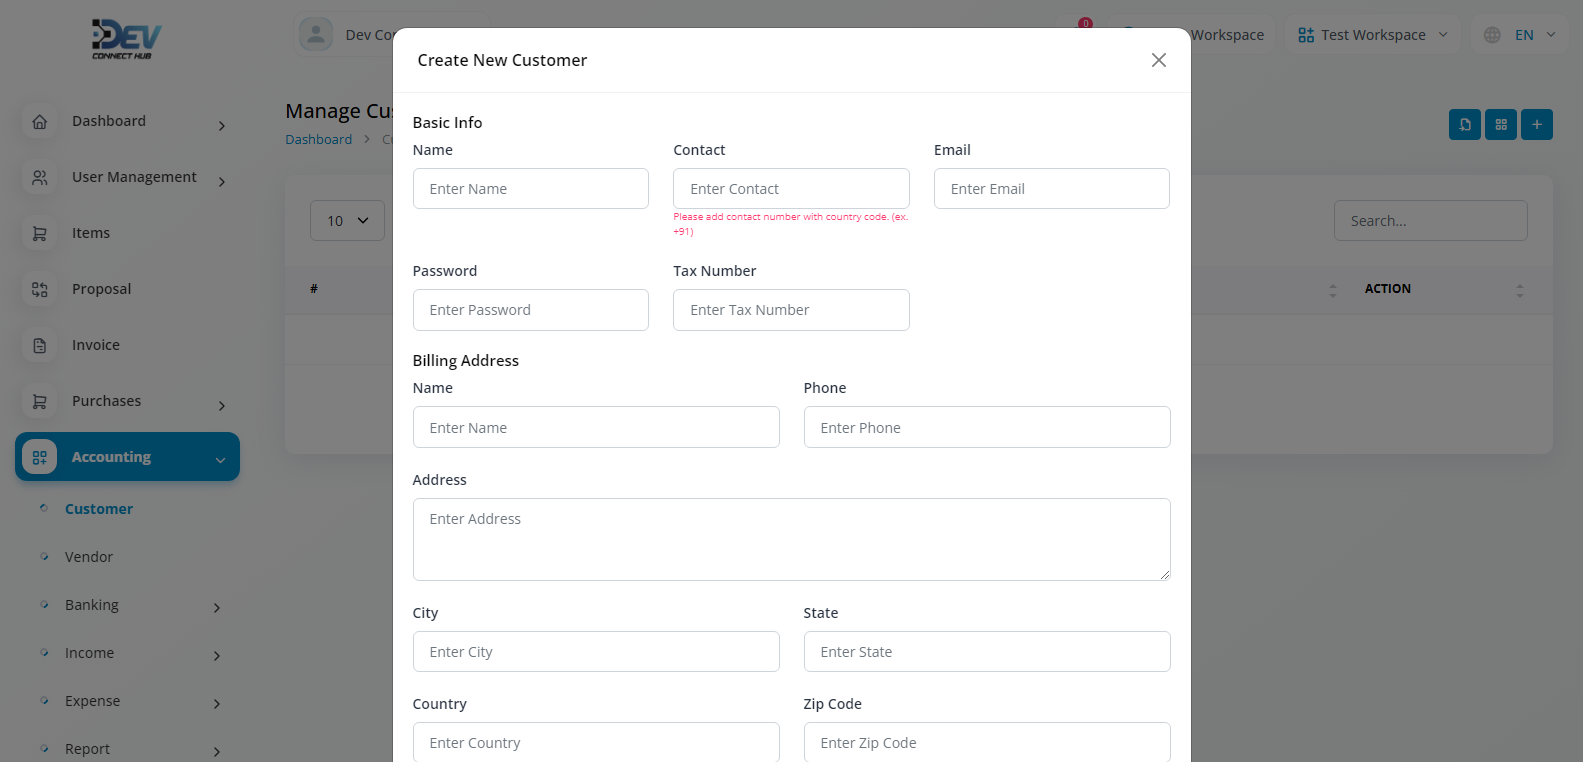 DEV
CONNECT HUB
Dev Co
0
Workspace
Test Workspace
EN
Create New Customer
Dashboard
User Management
Items
Proposal
Invoice
Purchases
Accounting
Customer
Vendor
Banking
Income
Expense
Report
Manage Cus
Dashboard
10
Search...
#
ACTION
Basic Info
Name
Contact
Email
Enter Name
Enter Contact
Enter Email
Please add contact number with country code. (ex.
+91)
Password
Tax Number
Enter Password
Enter Tax Number
Billing Address
Name
Phone
Enter Name
Enter Phone
Address
Enter Address
City
State
Enter City
Enter State
Country
Zip Code
Enter Country
Enter Zip Code